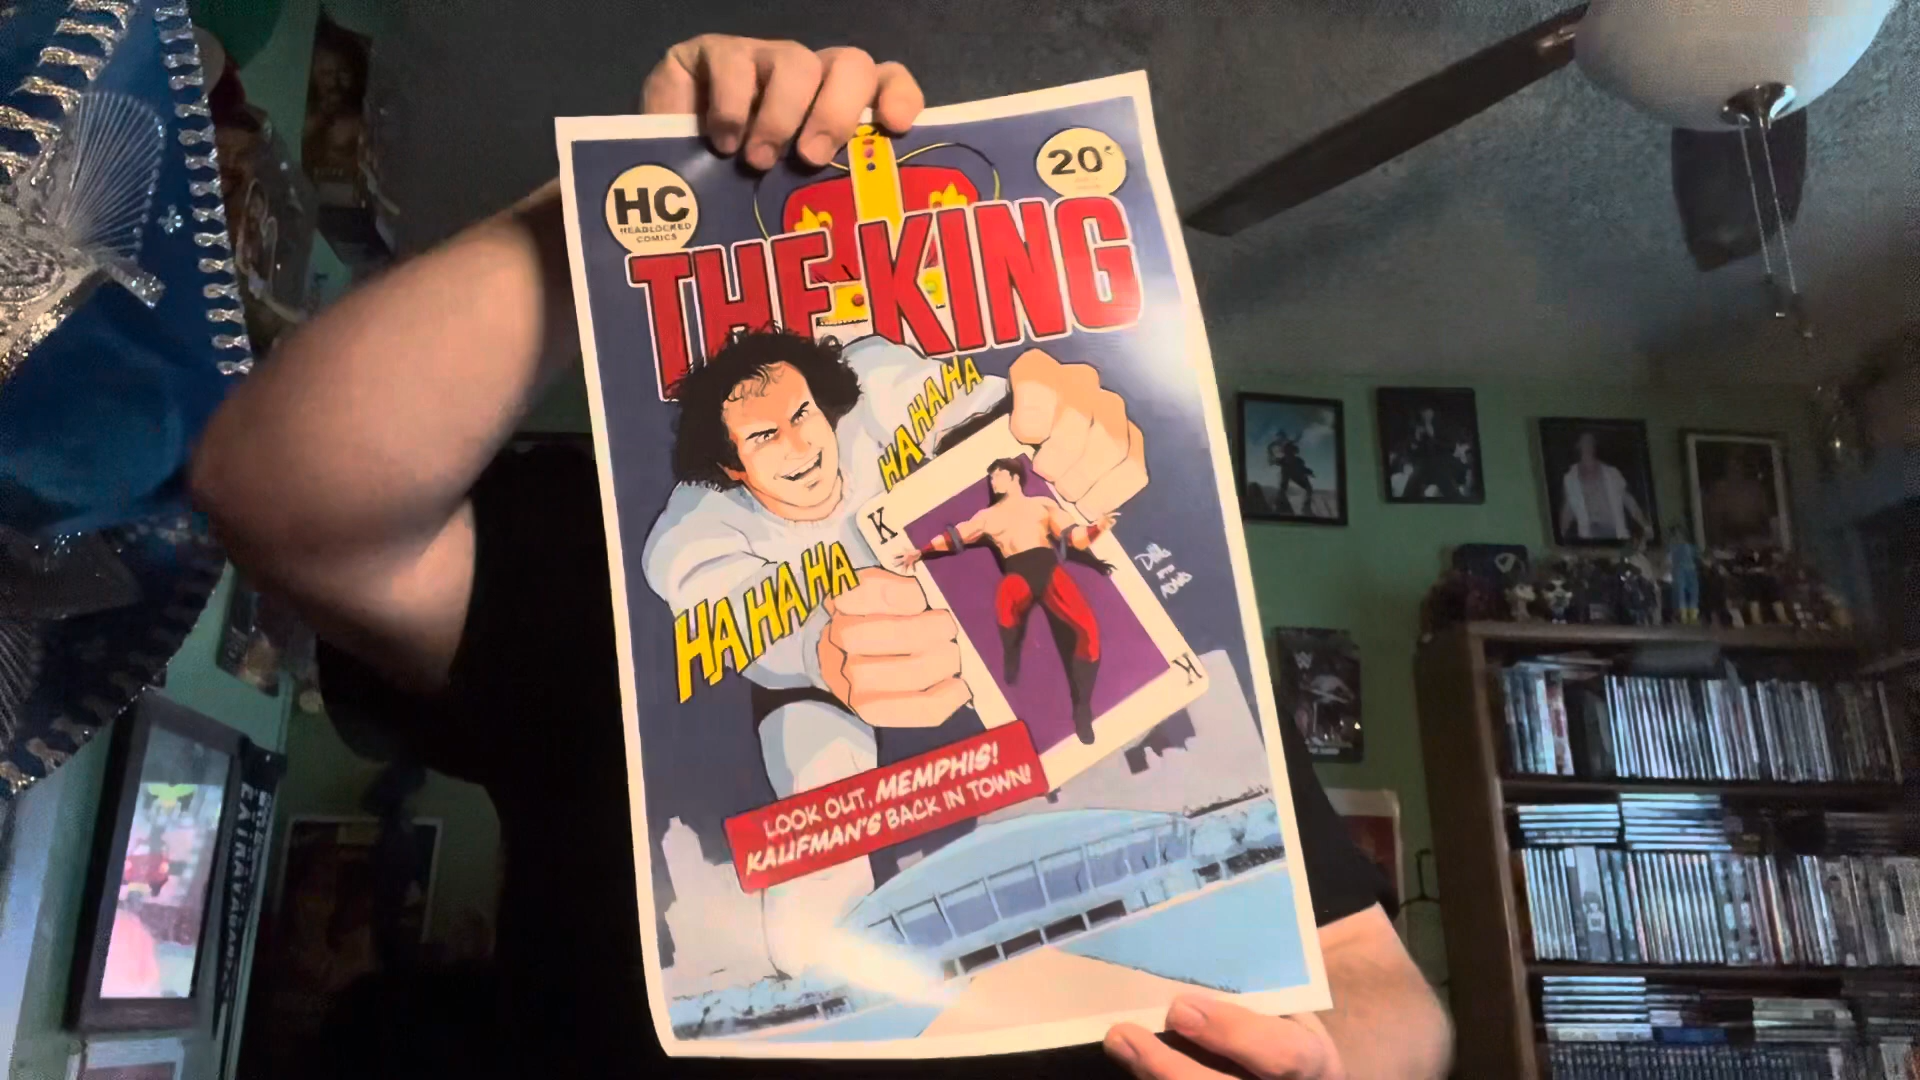 HC
HEADLOCKED
COMICS
20¢
THE KING
HA HA HA HA
HA HA HA HA
K
K
LOOK OUT, MEMPHIS!
KAUFMAN'S BACK IN TOWN!!
EXTRAVAGANZA
W